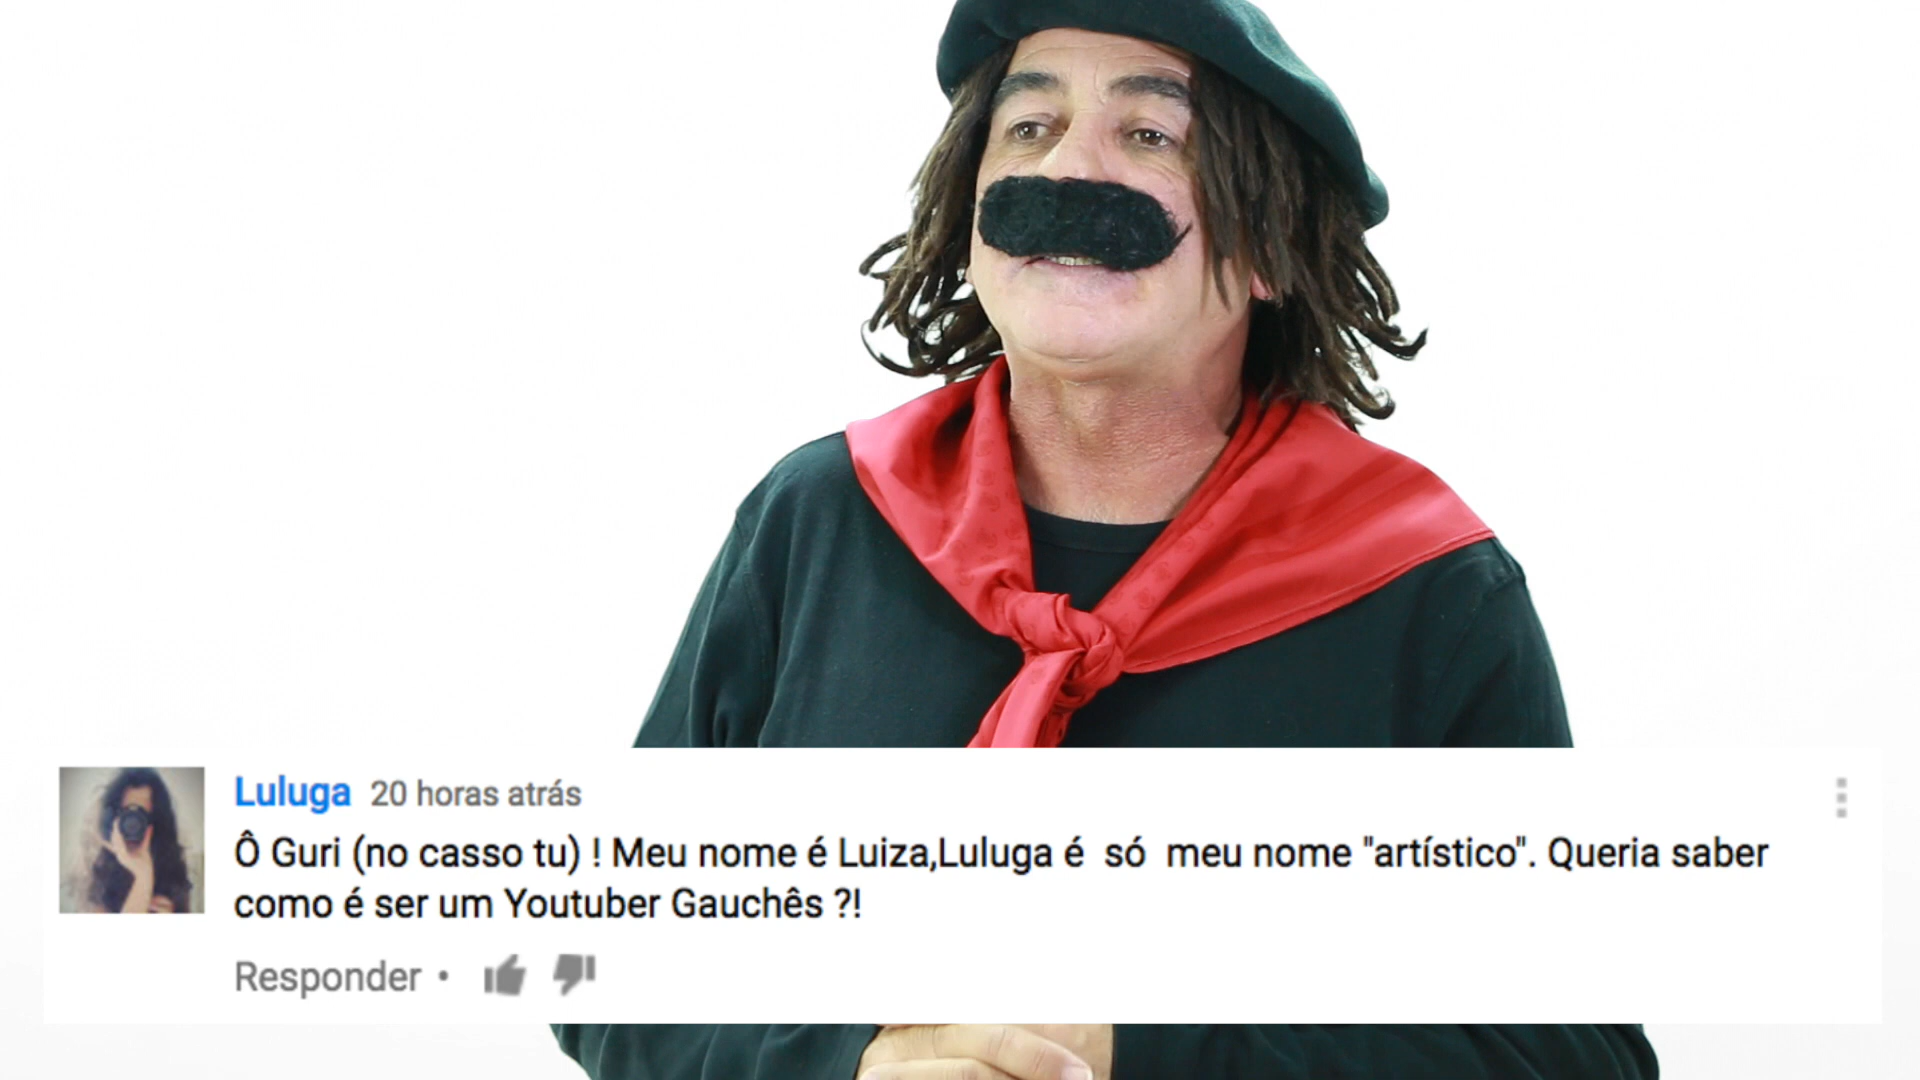 Luluga 20 horas atrás
Ô Guri (no casso tu) ! Meu nome é Luiza,Luluga é só meu nome "artístico". Queria saber
como é ser um Youtuber Gauchês ?!
Responder •